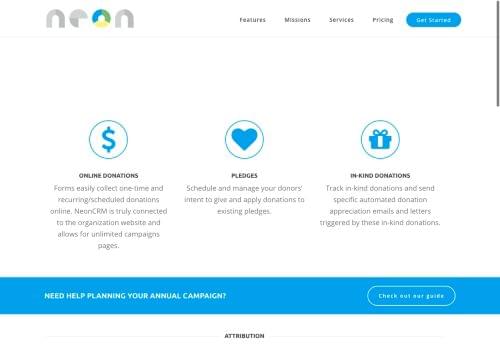 neon
Features Missions Services Pricing Get Started
ONLINE DONATIONS
Forms easily collect one-time and
recurring/scheduled donations
online. NeonCRM is truly connected
to the organization website and
allows for unlimited campaigns
pages.
PLEDGES
Schedule and manage your donors'
intent to give and apply donations to
existing pledges.
IN-KIND DONATIONS
Track in-kind donations and send
specific automated donation
appreciation emails and letters
triggered by these in-kind donations.
NEED HELP PLANNING YOUR ANNUAL CAMPAIGN?
Check out our guide
ATTRIBUTION